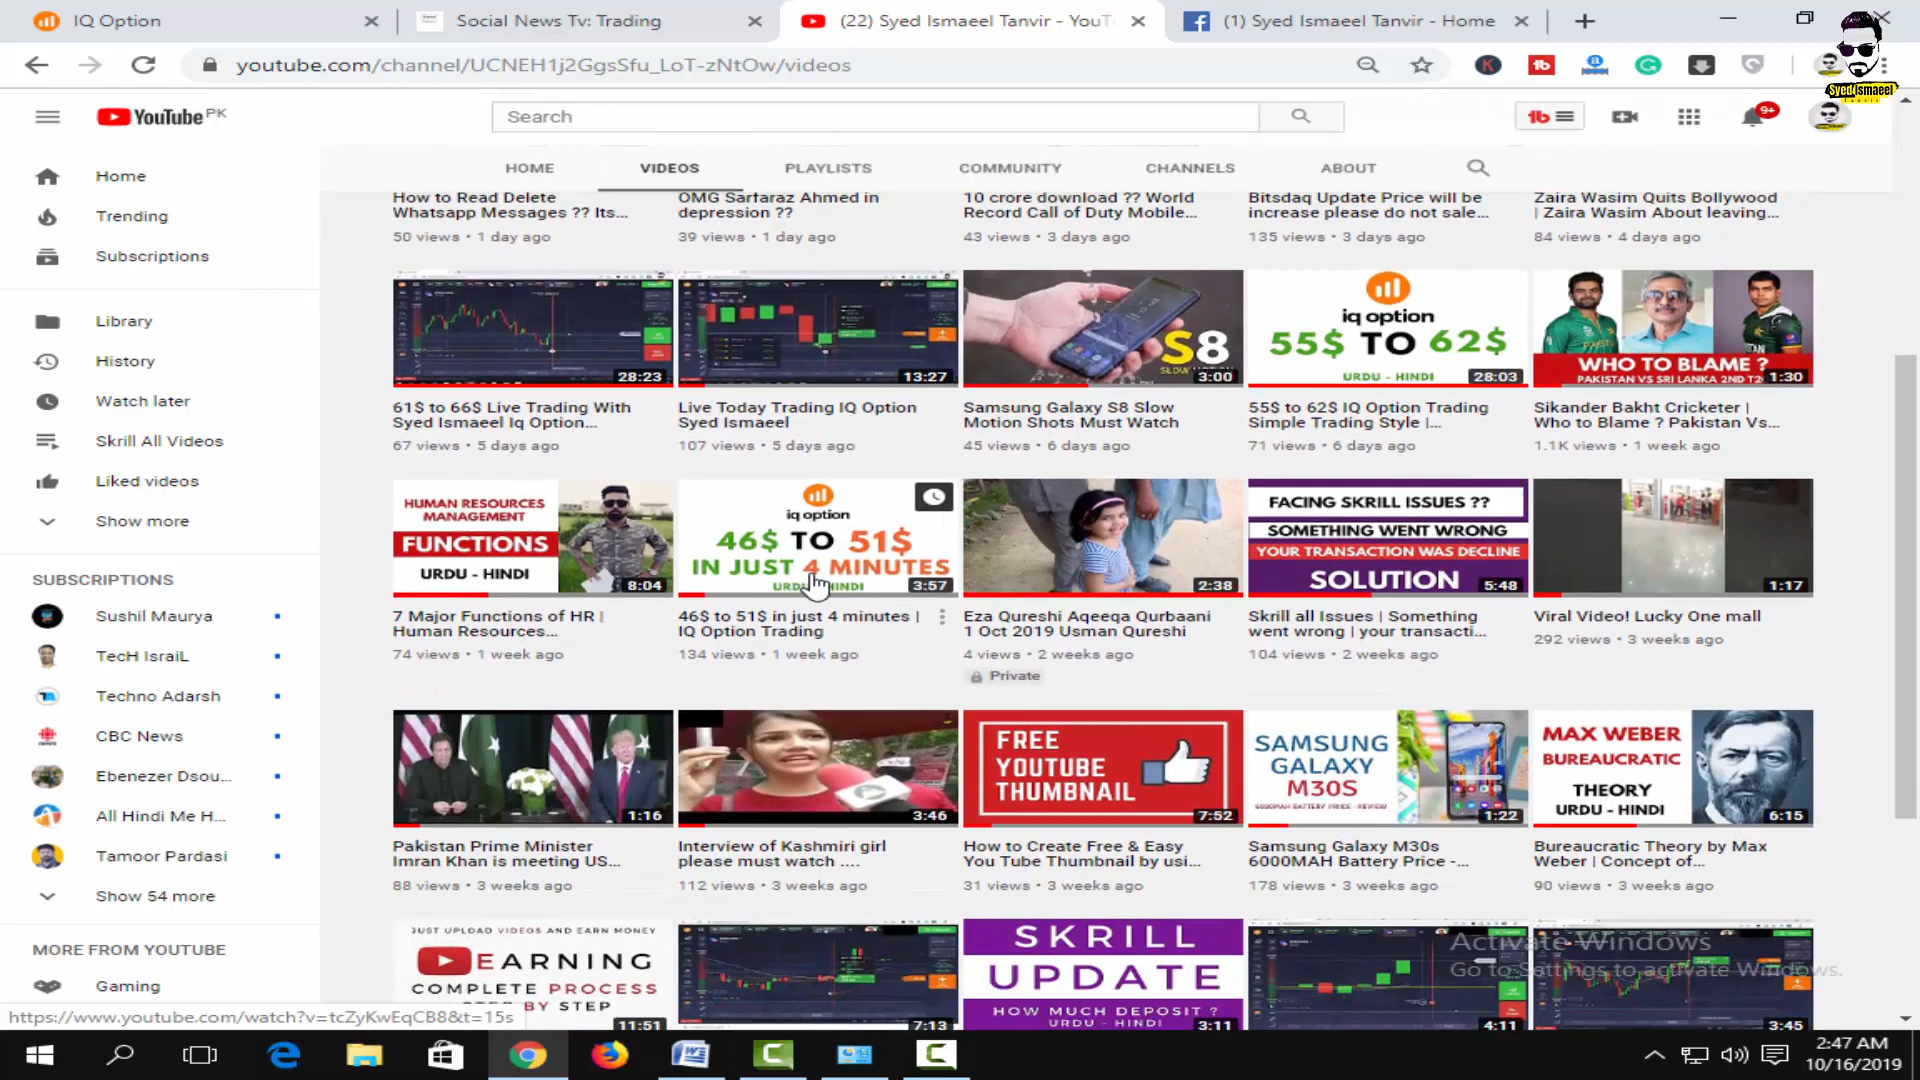 IQ Option
Social News Tv: Trading
(22) Syed Ismaeel Tanvir - YouT
(1) Syed Ismaeel Tanvir - Home
youtube.com/channel/UCNEH1j2GgsSfu_LoT-zNtOw/videos
Syed Ismaeel
Tanvir
YouTube PK
Search
9+
HOME
VIDEOS
PLAYLISTS
COMMUNITY
CHANNELS
ABOUT
Home
Trending
Subscriptions
Library
History
Watch later
Skrill All Videos
Liked videos
Show more
SUBSCRIPTIONS
Sushil Maurya
TecH IsraiL
Techno Adarsh
CBC News
Ebenezer Dsou...
All Hindi Me H...
Tamoor Pardasi
Show 54 more
MORE FROM YOUTUBE
Gaming
How to Read Delete
Whatsapp Messages ?? Its...
50 views • 1 day ago
OMG Sarfaraz Ahmed in
depression ??
39 views • 1 day ago
10 crore download ?? World
Record Call of Duty Mobile...
43 views • 3 days ago
Bitsdaq Update Price will be
increase please do not sale...
135 views • 3 days ago
Zaira Wasim Quits Bollywood
| Zaira Wasim About leaving...
84 views • 4 days ago
28:23
61$ to 66$ Live Trading With
Syed Ismaeel Iq Option...
67 views • 5 days ago
13:27
Live Today Trading IQ Option
Syed Ismaeel
107 views • 5 days ago
S8
SLOW
3:00
Samsung Galaxy S8 Slow
Motion Shots Must Watch
45 views • 6 days ago
iq option
55$ TO 62$
URDU - HINDI
28:03
55$ to 62$ IQ Option Trading
Simple Trading Style |...
71 views • 6 days ago
WHO TO BLAME ?
PAKISTAN VS SRI LANKA 2ND T2
1:30
Sikander Bakht Cricketer |
Who to Blame ? Pakistan Vs...
1.1K views • 1 week ago
HUMAN RESOURCES
MANAGEMENT
FUNCTIONS
URDU - HINDI
8:04
7 Major Functions of HR |
Human Resources...
74 views • 1 week ago
iq option
46$ TO 51$
IN JUST 4 MINUTES
URDU HINDI
3:57
46$ to 51$ in just 4 minutes |
IQ Option Trading
134 views • 1 week ago
2:38
Eza Qureshi Aqeeqa Qurbaani
1 Oct 2019 Usman Qureshi
4 views • 2 weeks ago
Private
FACING SKRILL ISSUES ??
SOMETHING WENT WRONG
YOUR TRANSACTION WAS DECLINE
SOLUTION
5:48
Skrill all Issues | Something
went wrong | your transacti...
104 views • 2 weeks ago
1:17
Viral Video! Lucky One mall
292 views • 3 weeks ago
1:16
Pakistan Prime Minister
Imran Khan is meeting US...
88 views • 3 weeks ago
3:46
Interview of Kashmiri girl
please must watch ....
112 views • 3 weeks ago
FREE
YOUTUBE
THUMBNAIL
7:52
How to Create Free & Easy
You Tube Thumbnail by usi...
31 views • 3 weeks ago
SAMSUNG
GALAXY
M30S
6000MAH BATTERY PRICE - REVIEW
1:22
Samsung Galaxy M30s
6000MAH Battery Price -...
178 views • 3 weeks ago
MAX WEBER
BUREAUCRATIC
THEORY
URDU - HINDI
6:15
Bureaucratic Theory by Max
Weber | Concept of...
90 views • 3 weeks ago
JUST UPLOAD VIDEOS AND EARN MONEY
EARNING
COMPLETE PROCESS
STEP BY STEP
11:51
7:13
SKRILL
UPDATE
HOW MUCH DEPOSIT ?
URDU - HINDI
3:11
4:11
3:45
Activate Windows
Go to Settings to activate Windows.
https://www.youtube.com/watch?v=tcZyKwEqCB8&t=15s
2:47 AM
10/16/2019